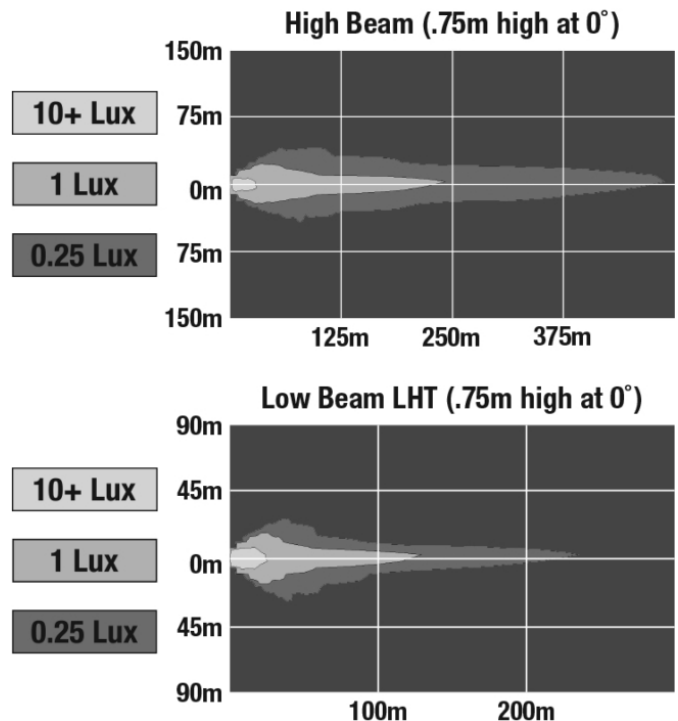 High Beam (.75m high at 0˚)
150m
10+ Lux
75m
1 Lux
0m
0.25 Lux
75m
150m
125m 250m 375m
Low Beam LHT (.75m high at 0˚)
90m
10+ Lux
45m
1 Lux
0m
0.25 Lux
45m
90m
100m 200m